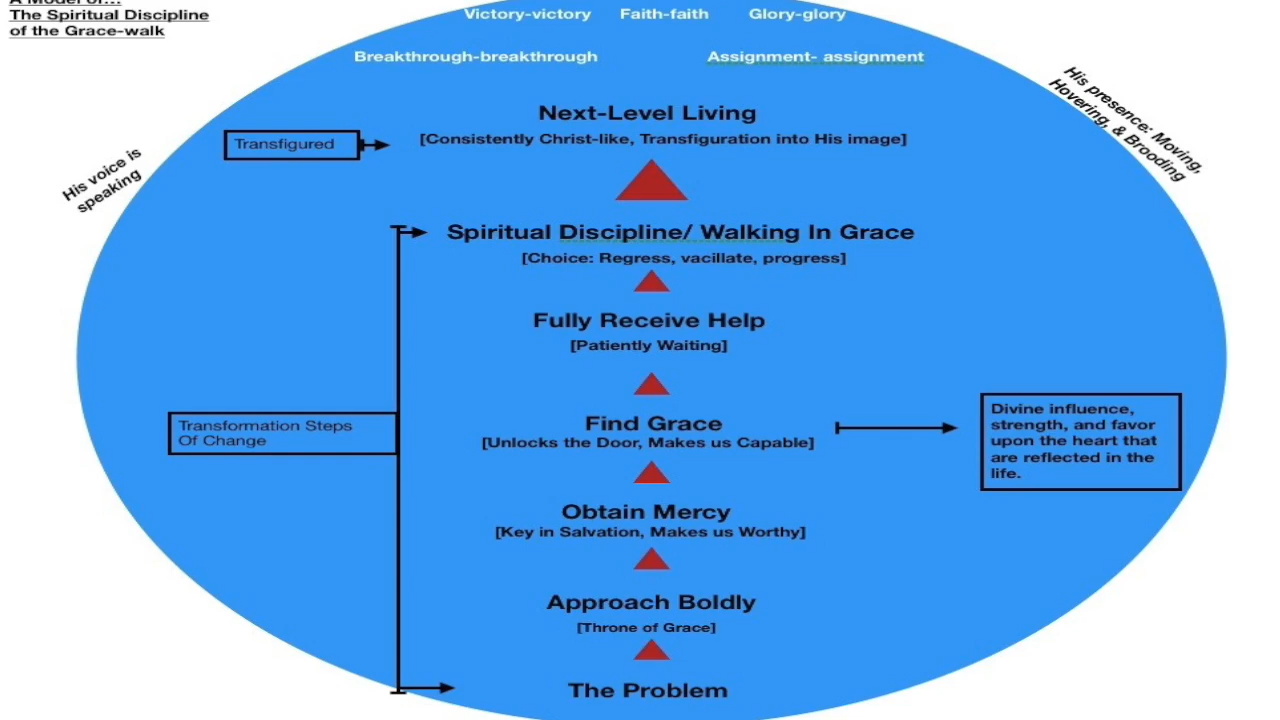 A Model of...
The Spiritual Discipline
of the Grace-walk
Victory-victory Faith-faith Glory-glory
Breakthrough-breakthrough Assignment- assignment
His voice is
speaking
His presence: Moving,
Hovering, & Brooding
Next-Level Living
[Consistently Christ-like, Transfiguration into His image]
Transfigured
Spiritual Discipline/ Walking In Grace
[Choice: Regress, vacillate, progress]
Fully Receive Help
[Patiently Waiting]
Transformation Steps
Of Change
Find Grace
[Unlocks the Door, Makes us Capable]
Divine influence,
strength, and favor
upon the heart that
are reflected in the
life.
Obtain Mercy
[Key in Salvation, Makes us Worthy]
Approach Boldly
[Throne of Grace]
The Problem